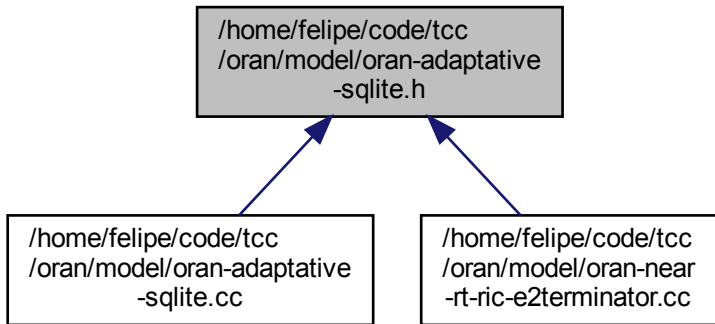 /home/felipe/code/tcc
/oran/model/oran-adaptative
-sqlite.h
/home/felipe/code/tcc
/oran/model/oran-adaptative
-sqlite.cc
/home/felipe/code/tcc
/oran/model/oran-near
-rt-ric-e2terminator.cc